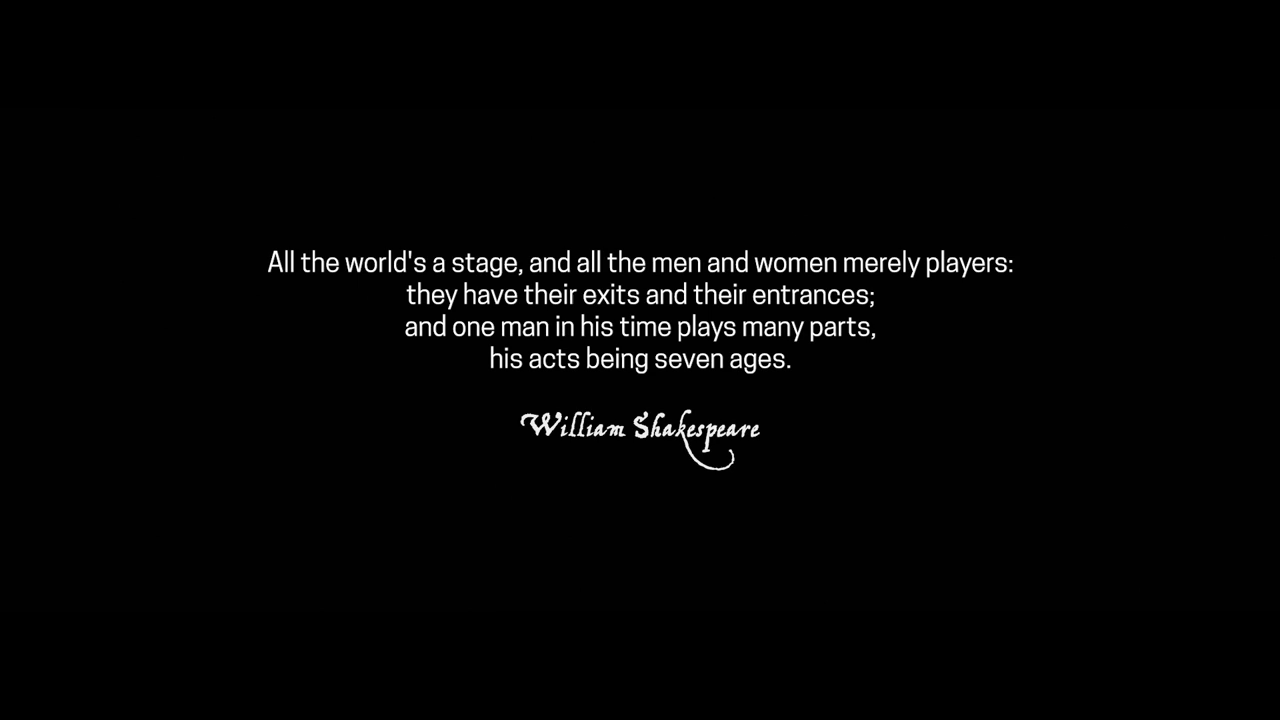 All the world's a stage, and all the men and women merely players:
they have their exits and their entrances;
and one man in his time plays many parts,
his acts being seven ages.
William Shakespeare